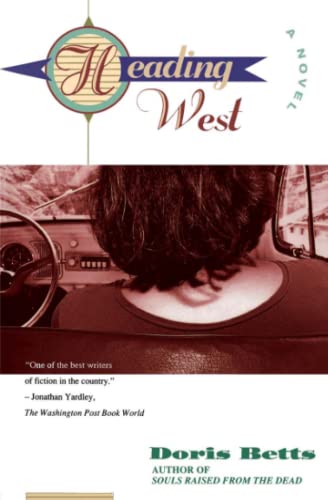 Heading
West
A NOVEL
"One of the best writers
of fiction in the country."
– Jonathan Yardley,
The Washington Post Book World
Doris Betts
AUTHOR OF
SOULS RAISED FROM THE DEAD